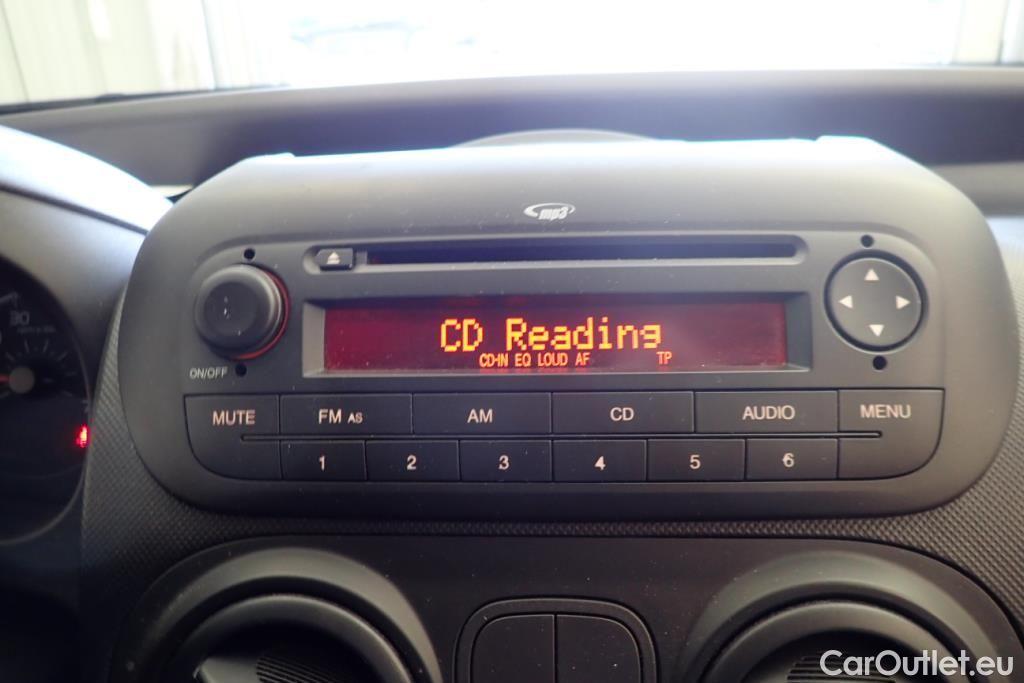 mp3
CD Reading
CD-IN EQ LOUD AF TP
ON/OFF
MUTE FM AS AM CD AUDIO MENU
1 2 3 4 5 6
CarOutlet.eu